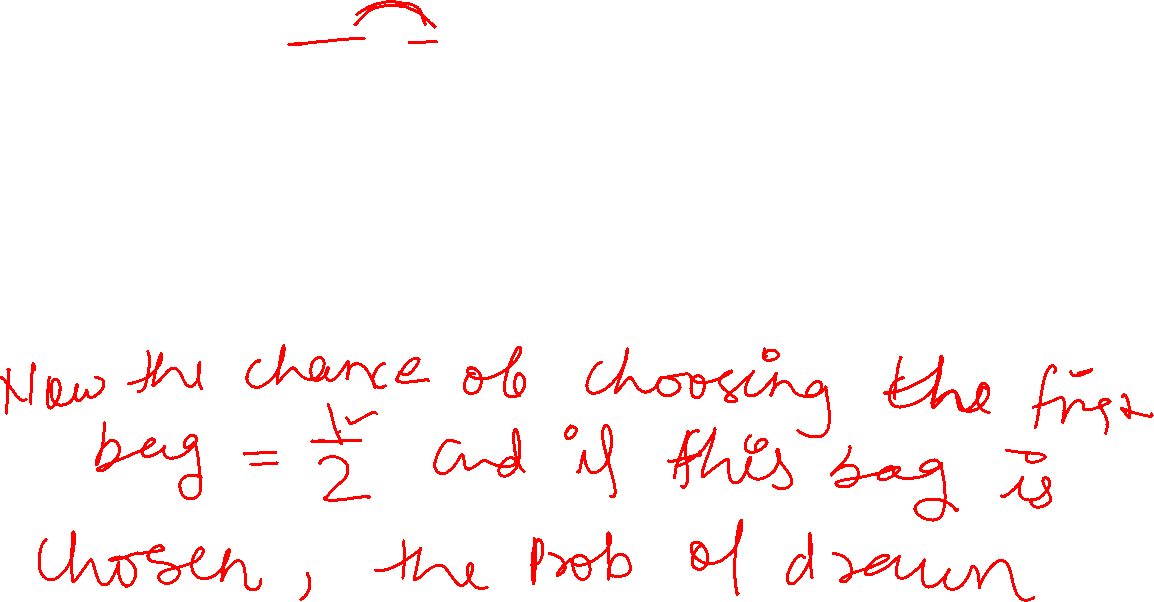 Now the chance of choosing the first
bag = 1/2 and if this bag is
chosen, the prob of drawn